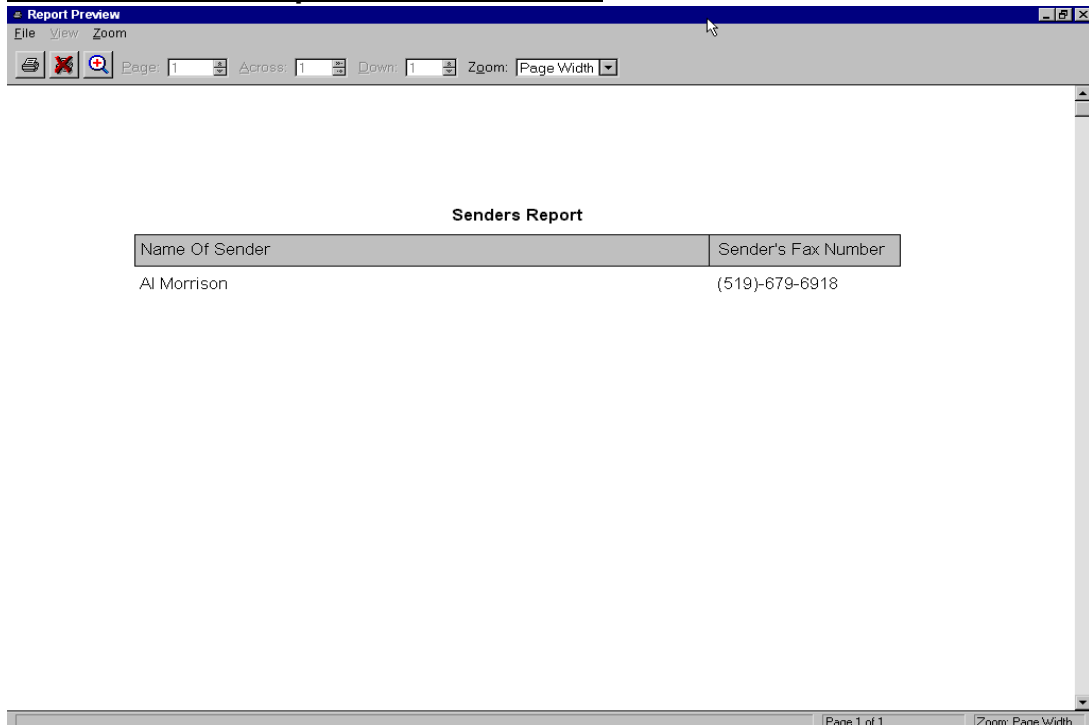 Report Preview
File View Zoom
Page: 1 Across: 1 Down: 1 Zoom: Page Width
Senders Report
Name Of Sender Sender's Fax Number
Al Morrison (519)-679-6918
Page 1 of 1 Zoom: Page Width